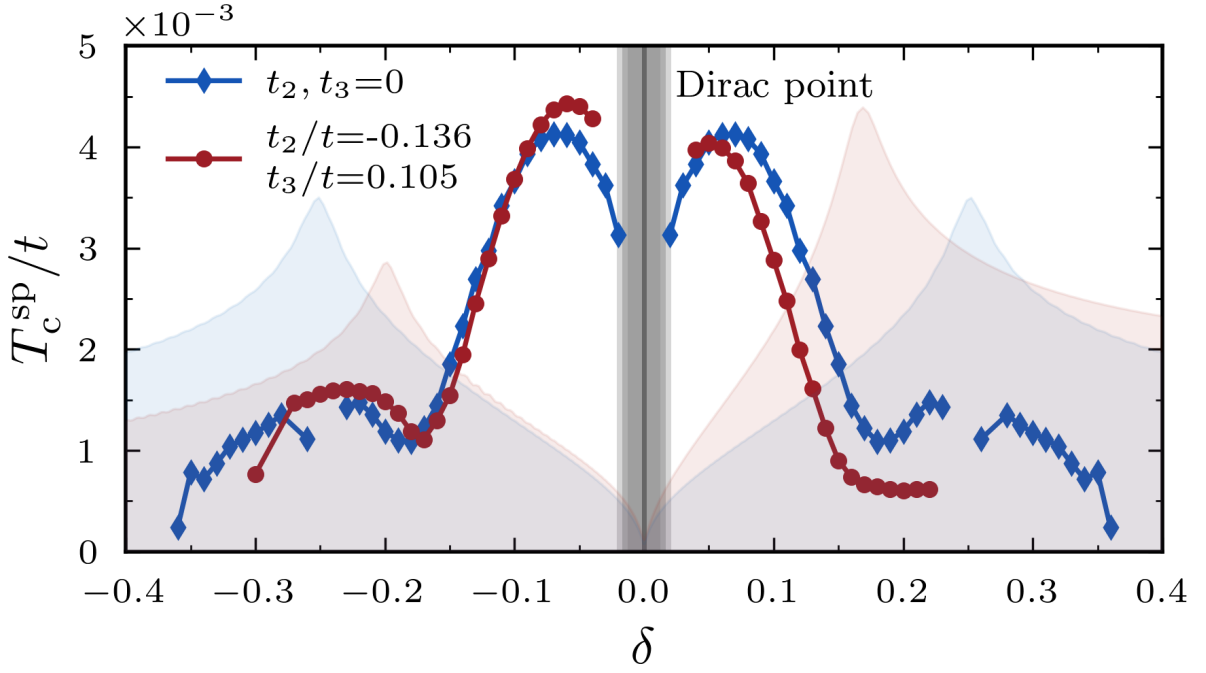 ×10⁻³
5
4
3
2
1
0
T_c^sp/t
t₂, t₃=0
t₂/t=-0.136
t₃/t=0.105
Dirac point
−0.4 −0.3 −0.2 −0.1 0.0 0.1 0.2 0.3 0.4
δ